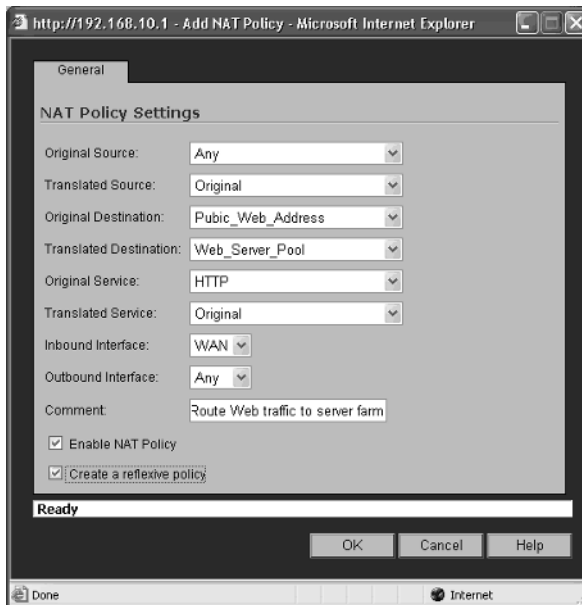 http://192.168.10.1 - Add NAT Policy - Microsoft Internet Explorer
General
NAT Policy Settings
Original Source: Any
Translated Source: Original
Original Destination: Pubic_Web_Address
Translated Destination: Web_Server_Pool
Original Service: HTTP
Translated Service: Original
Inbound Interface: WAN
Outbound Interface: Any
Comment: Route Web traffic to server farm
Enable NAT Policy
Create a reflexive policy
Ready
OK Cancel Help
Done Internet